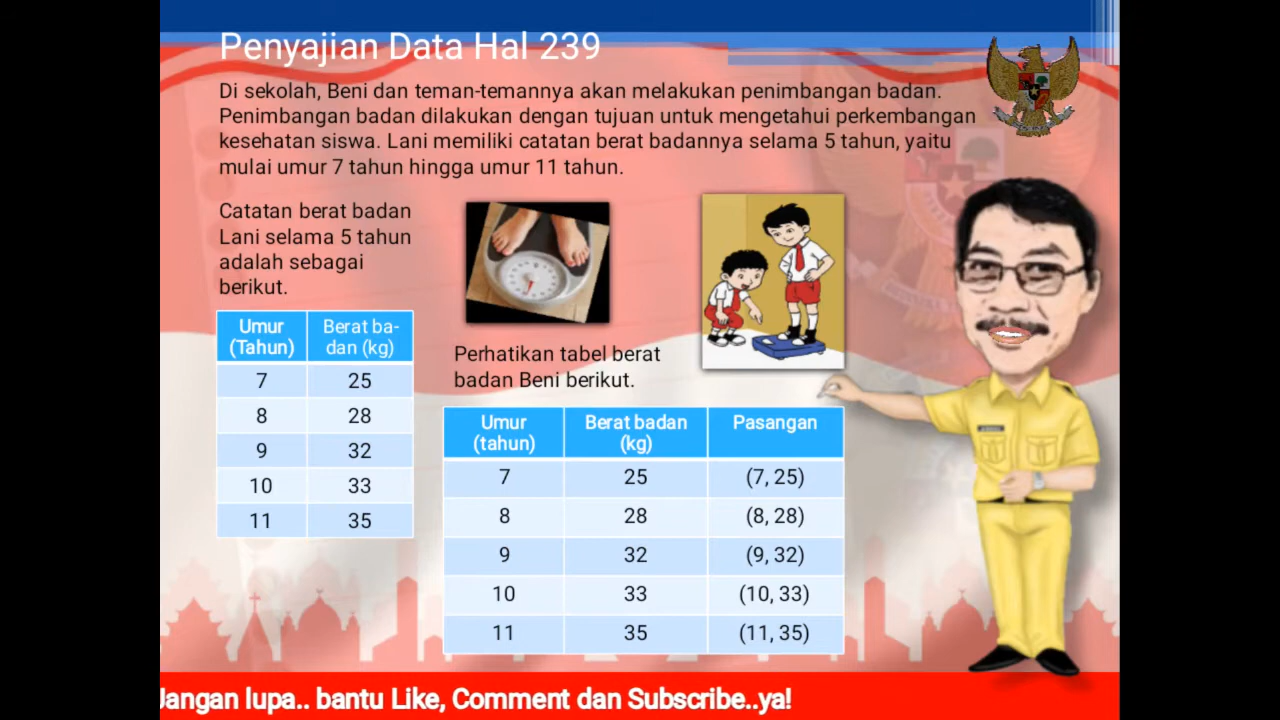 Penyajian Data Hal 239
Di sekolah, Beni dan teman-temannya akan melakukan penimbangan badan.
Penimbangan badan dilakukan dengan tujuan untuk mengetahui perkembangan
kesehatan siswa. Lani memiliki catatan berat badannya selama 5 tahun, yaitu
mulai umur 7 tahun hingga umur 11 tahun.
Catatan berat badan
Lani selama 5 tahun
adalah sebagai
berikut.
Umur (Tahun) Berat ba-dan (kg)
7 25
8 28
9 32
10 33
11 35
Perhatikan tabel berat
badan Beni berikut.
Umur (tahun) Berat badan (kg) Pasangan
7 25 (7, 25)
8 28 (8, 28)
9 32 (9, 32)
10 33 (10, 33)
11 35 (11, 35)
Jangan lupa.. bantu Like, Comment dan Subscribe..ya!